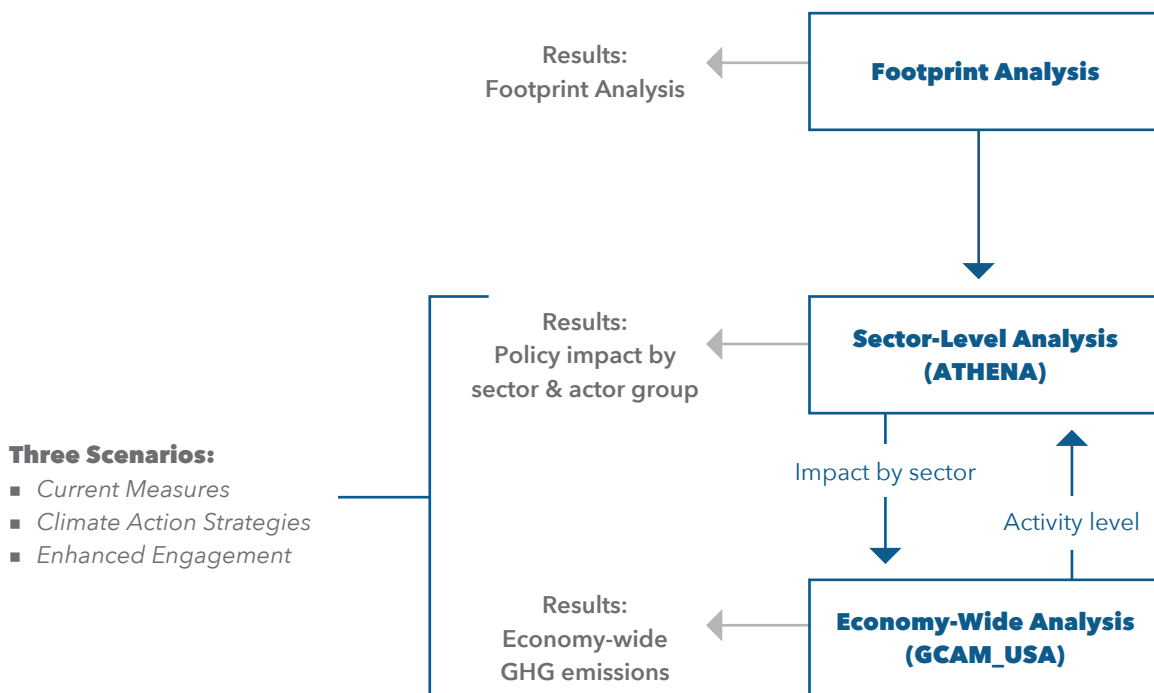 Results:
Footprint Analysis
Footprint Analysis
Results:
Policy impact by
sector & actor group
Sector-Level Analysis
(ATHENA)
Three Scenarios:
■ Current Measures
■ Climate Action Strategies
■ Enhanced Engagement
Impact by sector
Activity level
Results:
Economy-wide
GHG emissions
Economy-Wide Analysis
(GCAM_USA)